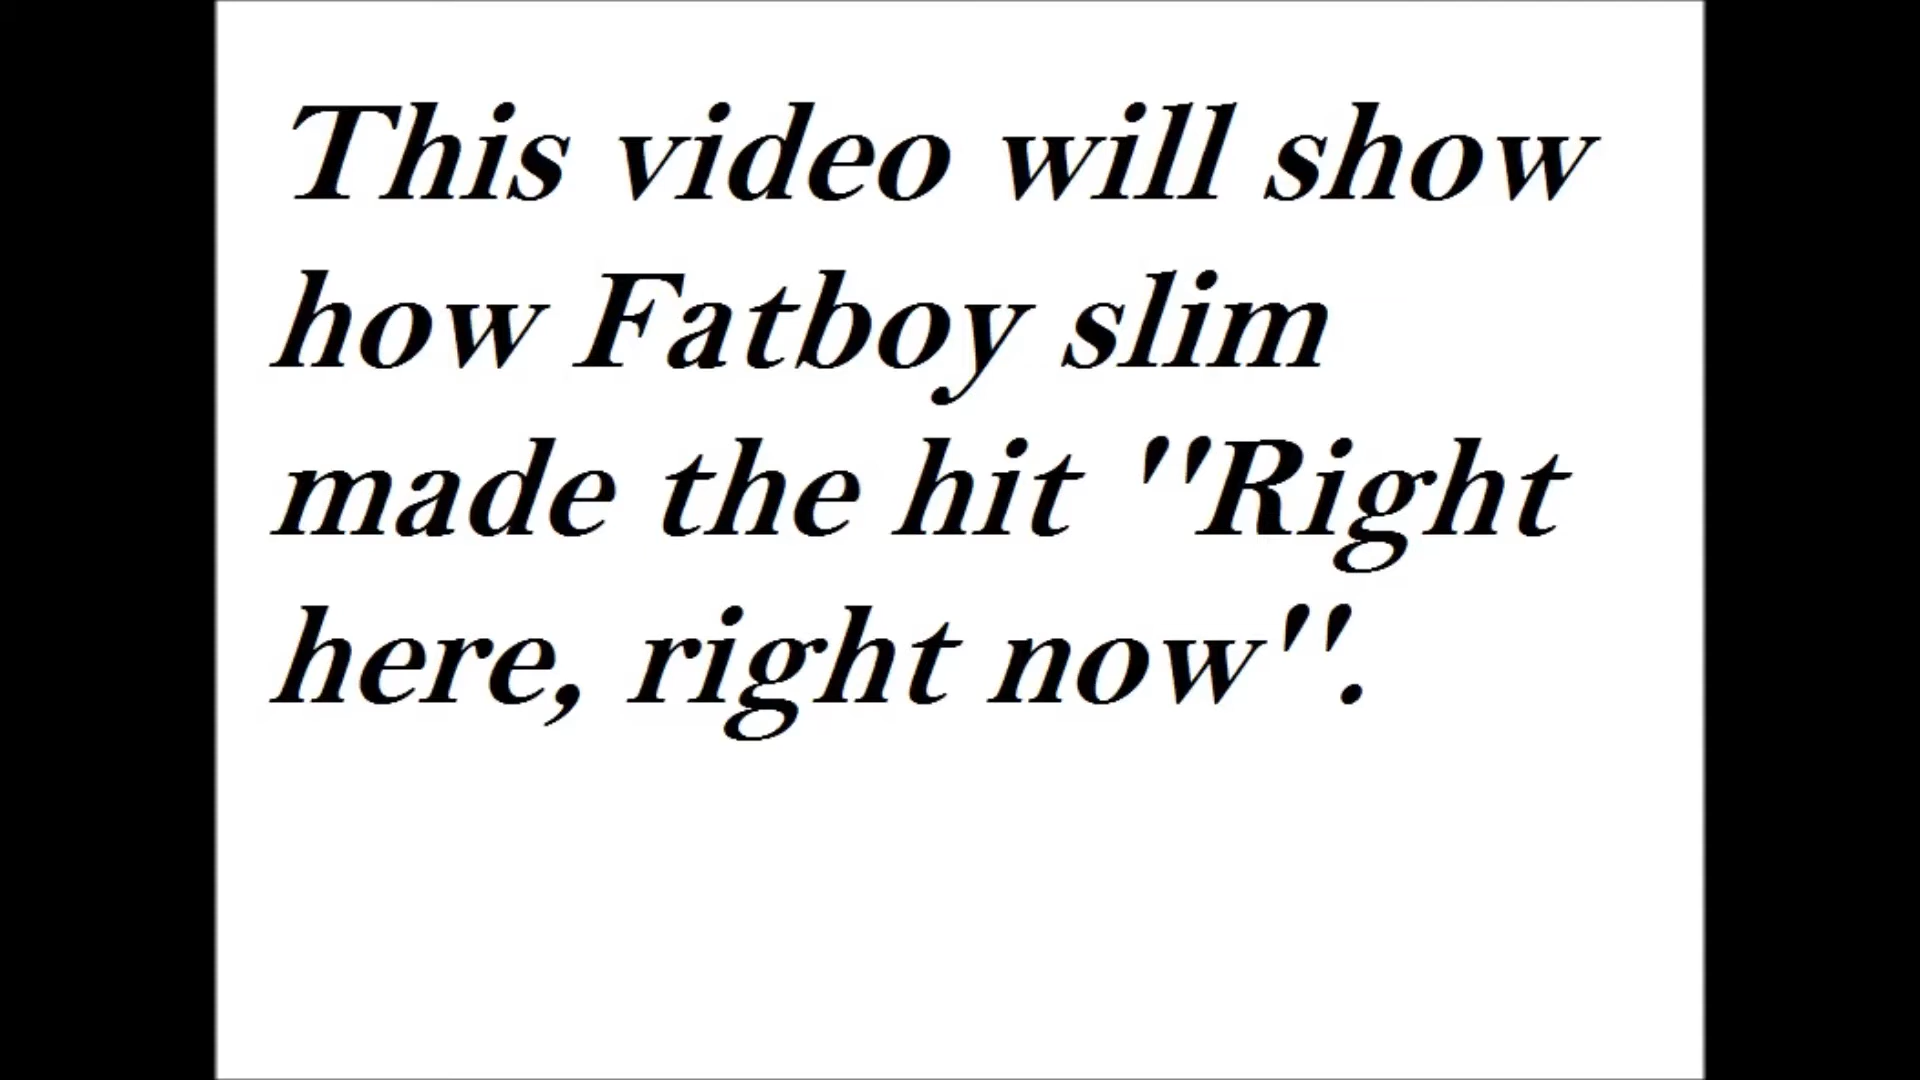 This video will show
how Fatboy slim
made the hit "Right
here, right now".